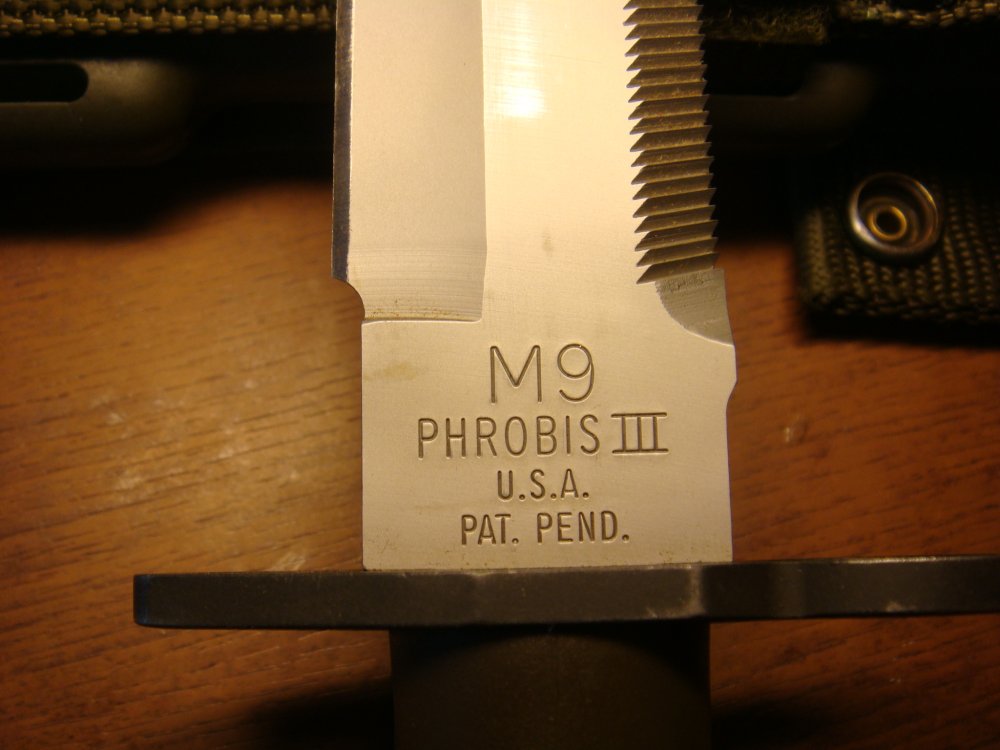 M9
PHROBIS III
U.S.A.
PAT. PEND.